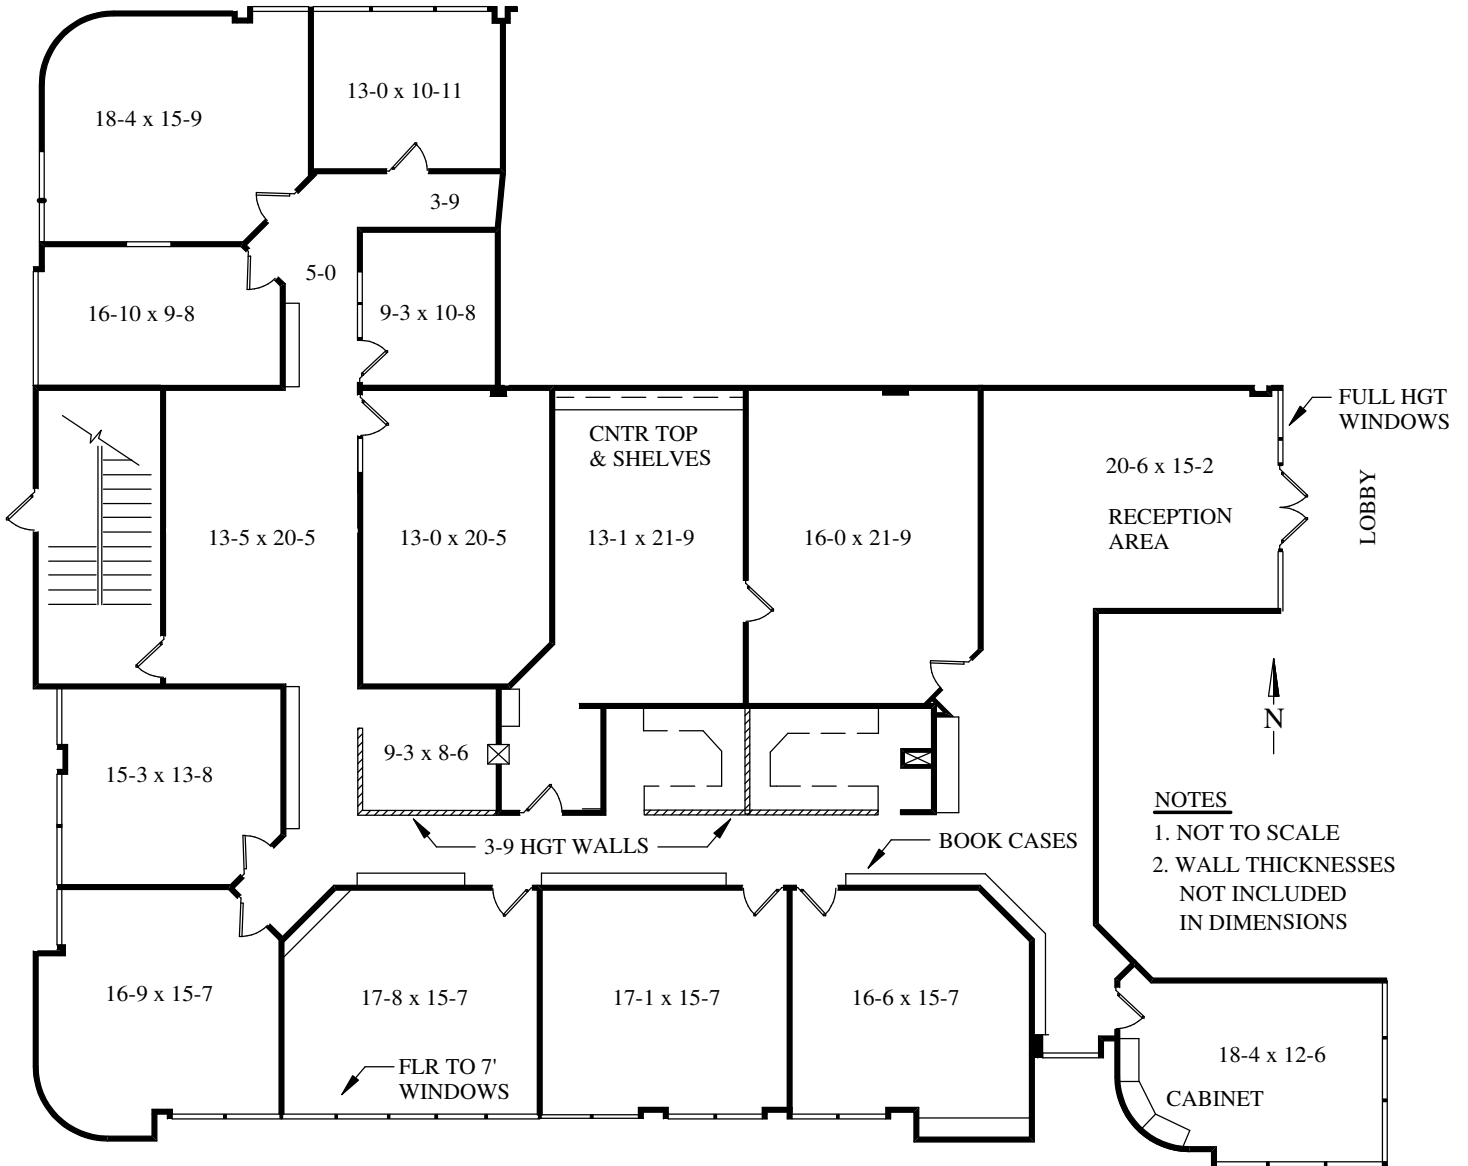 13-0 x 10-11
18-4 x 15-9
3-9
5-0
16-10 x 9-8
9-3 x 10-8
FULL HGT
WINDOWS
CNTR TOP
& SHELVES
20-6 x 15-2
RECEPTION
AREA
LOBBY
13-5 x 20-5
13-0 x 20-5
13-1 x 21-9
16-0 x 21-9
N
9-3 x 8-6
15-3 x 13-8
3-9 HGT WALLS
BOOK CASES
NOTES
1. NOT TO SCALE
2. WALL THICKNESSES
NOT INCLUDED
IN DIMENSIONS
16-9 x 15-7
17-8 x 15-7
17-1 x 15-7
16-6 x 15-7
FLR TO 7'
WINDOWS
18-4 x 12-6
CABINET